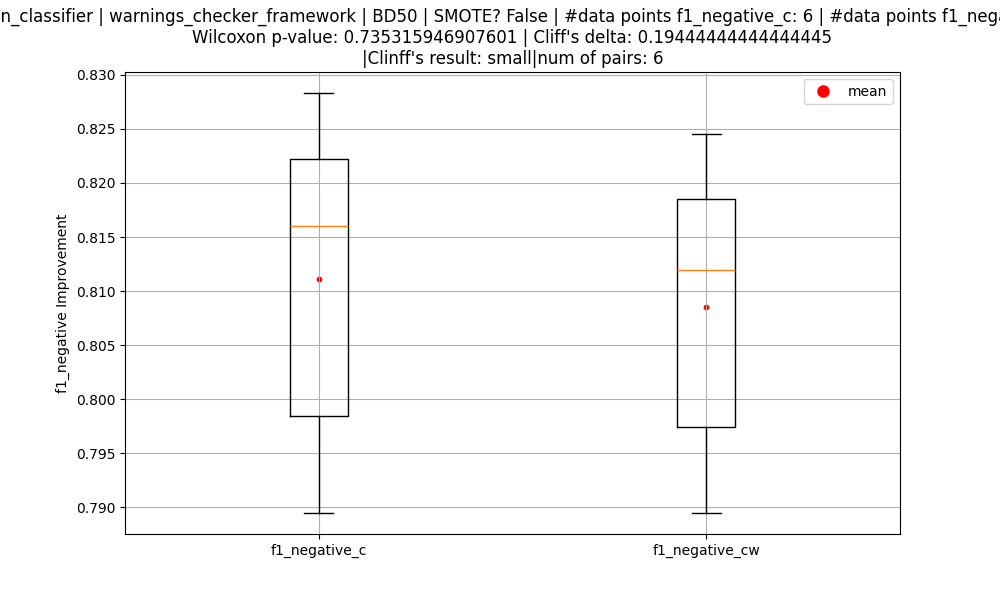 n_classifier | warnings_checker_framework | BD50 | SMOTE? False | #data points f1_negative_c: 6 | #data points f1_nega
Wilcoxon p-value: 0.735315946907601 | Cliff's delta: 0.19444444444444445
|Clinff's result: small|num of pairs: 6
mean
0.830
0.825
0.820
0.815
0.810
0.805
0.800
0.795
0.790
f1_negative Improvement
f1_negative_c
f1_negative_cw